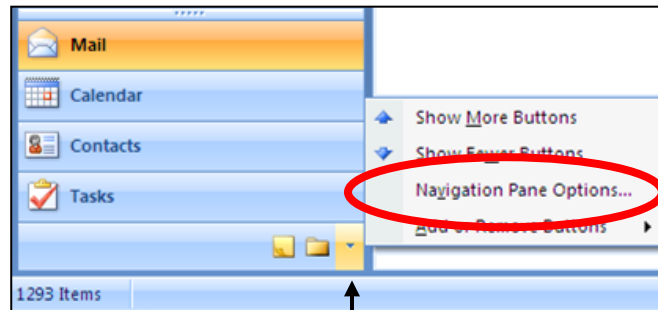 Mail
Calendar
Contacts
Tasks
Show More Buttons
Show Fewer Buttons
Navigation Pane Options...
Add or Remove Buttons
1293 Items